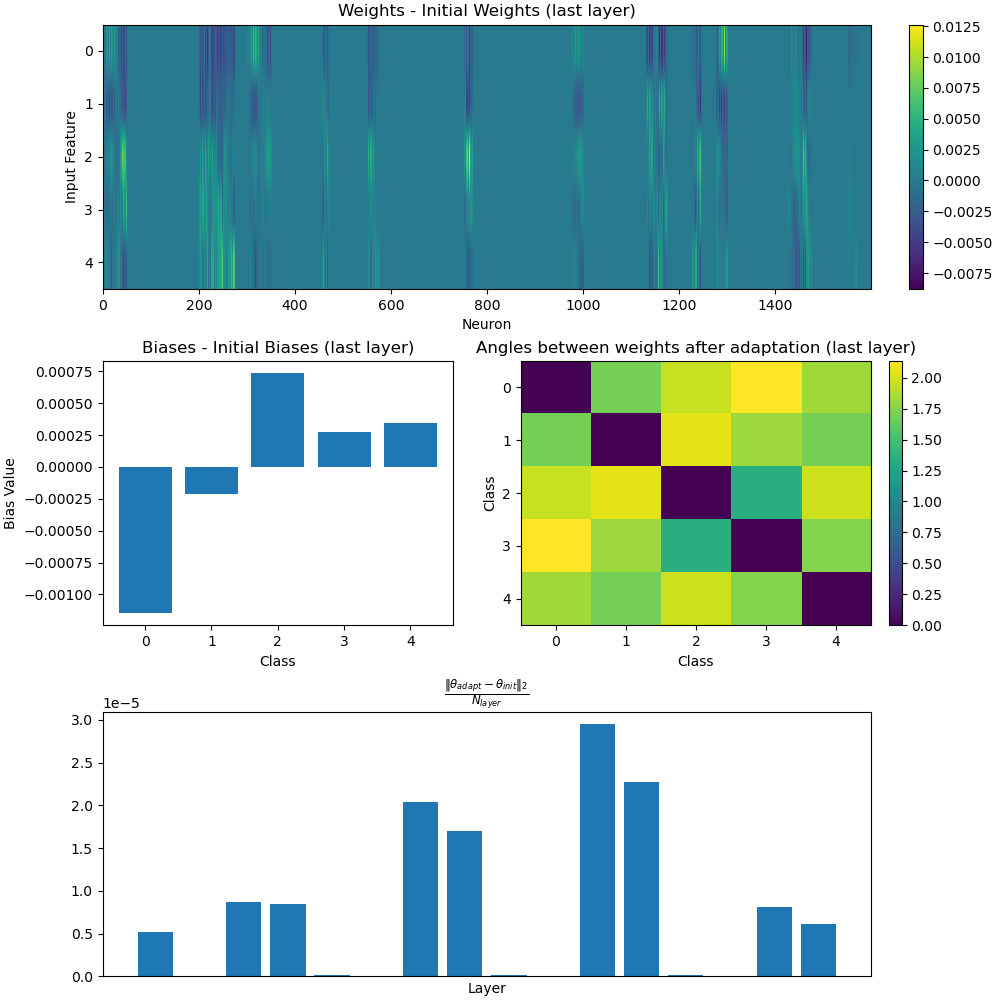 Weights - Initial Weights (last layer)
0
1
2
3
4
Input Feature
0 200 400 600 800 1000 1200 1400
Neuron
0.0125
0.0100
0.0075
0.0050
0.0025
0.0000
−0.0025
−0.0050
−0.0075
Biases - Initial Biases (last layer)
0.00075
0.00050
0.00025
0.00000
−0.00025
−0.00050
−0.00075
−0.00100
Bias Value
0 1 2 3 4
Class
Angles between weights after adaptation (last layer)
0
1
2
3
4
Class
0 1 2 3 4
Class
2.00
1.75
1.50
1.25
1.00
0.75
0.50
0.25
0.00
‖θadapt − θinit‖2
Nlayer
1e−5
3.0
2.5
2.0
1.5
1.0
0.5
0.0
Layer